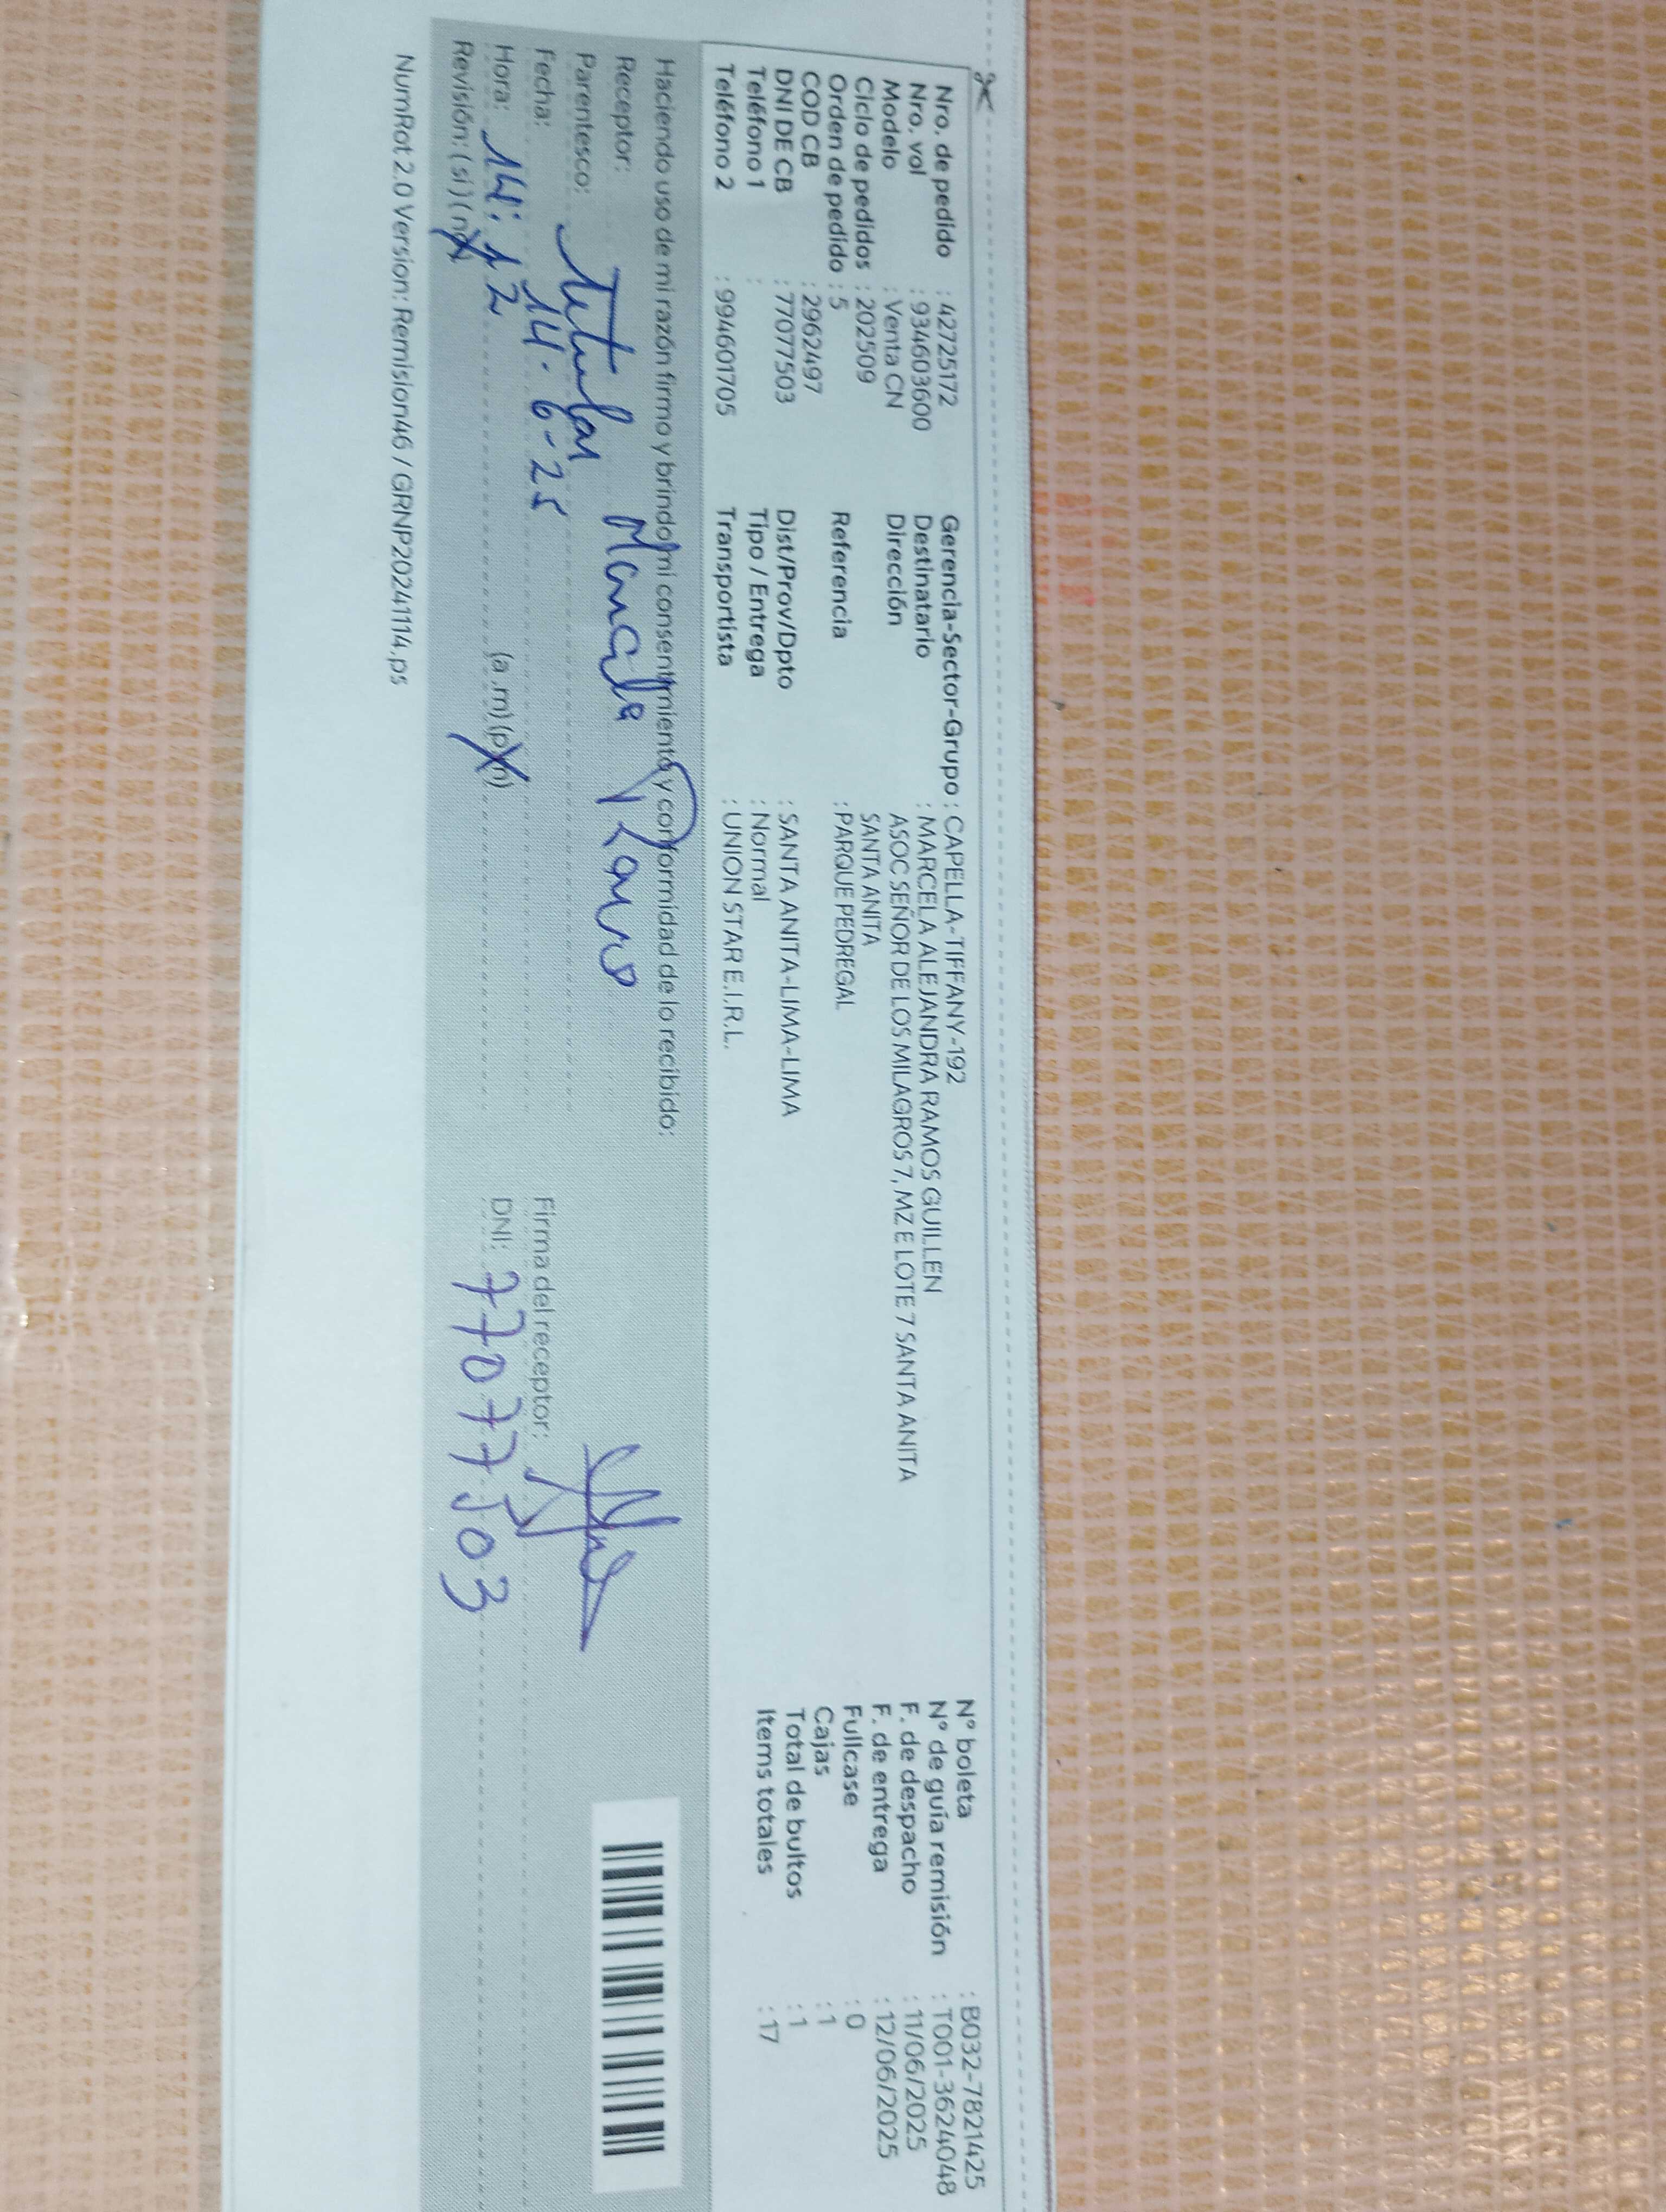 Nro. de pedido : 42725172
Nro. vol : 934603600
Modelo : Venta CN
Ciclo de pedidos : 202509
Orden de pedido : 5
COD CB : 2962497
DNI DE CB : 77077503
Teléfono 1 :
Teléfono 2 : 994601705
Gerencia-Sector-Grupo : CAPELLA-TIFFANY-192
Destinatario : MARCELA ALEJANDRA RAMOS GUILLEN
Dirección ASOC SEÑOR DE LOS MILAGROS 7, MZ E LOTE 7 SANTA ANITA
SANTA ANITA
Referencia : PARQUE PEDREGAL
Dist/Prov/Dpto : SANTA ANITA-LIMA-LIMA
Tipo / Entrega : Normal
Transportista : UNION STAR E.I.R.L.
N° boleta : B032-7821425
N° de guía remisión : T001-3624048
F. de despacho : 11/06/2025
F. de entrega : 12/06/2025
Fullcase : 0
Cajas : 1
Total de bultos : 1
Items totales : 17
Haciendo uso de mi razón firmo y brindo mi consentimiento y conformidad de lo recibido:
Receptor: Marcela Ramos
Parentesco: Titular
Fecha: 14-6-25
Hora: 14:12 (a.m) (p.m)
Revisión: (si) (no)
Firma del receptor:
DNI: 77077503
NumRot 2.0 Version: Remision46 / GRNP20241114.ps